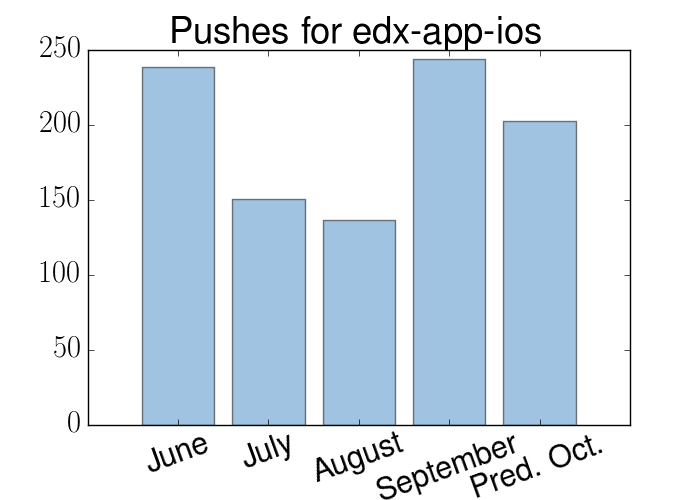 Pushes for edx-app-ios
250
200
150
100
50
0
June
July
August
September
Pred. Oct.